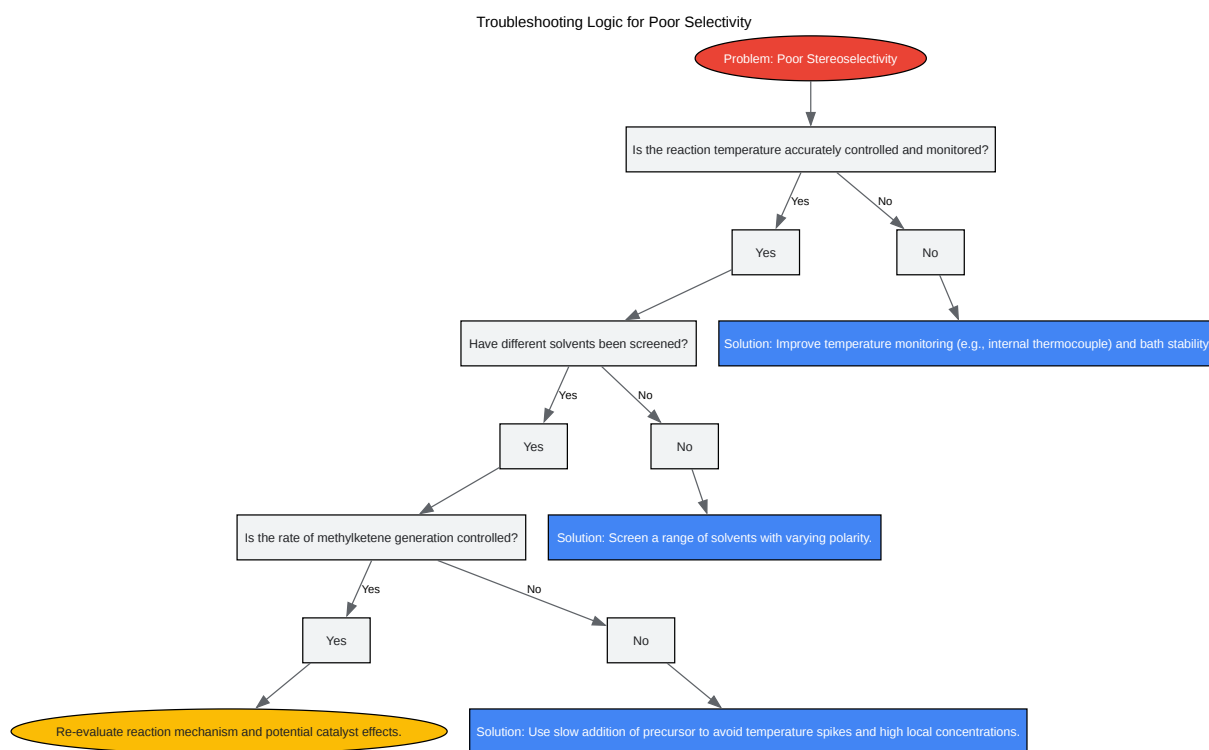 Troubleshooting Logic for Poor Selectivity
Problem: Poor Stereoselectivity
Is the reaction temperature accurately controlled and monitored?
Yes
No
Yes
No
Have different solvents been screened?
Solution: Improve temperature monitoring (e.g., internal thermocouple) and bath stability
Yes
No
Yes
No
Is the rate of methylketene generation controlled?
Solution: Screen a range of solvents with varying polarity.
Yes
No
Yes
No
Re-evaluate reaction mechanism and potential catalyst effects.
Solution: Use slow addition of precursor to avoid temperature spikes and high local concentrations.